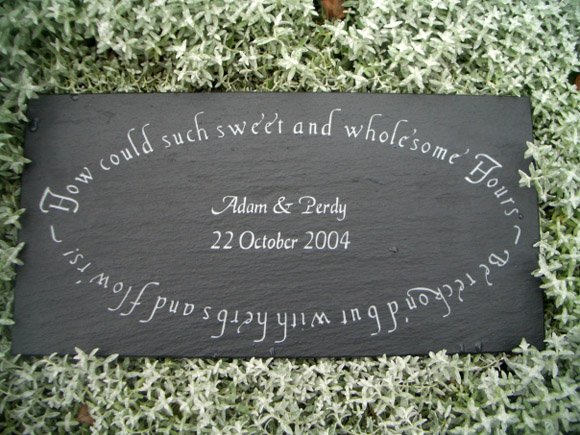 How could such sweet and wholesome Hours ~ Be reckon'd but with herbs and flow'rs! ~
Adam & Perdy
22 October 2004